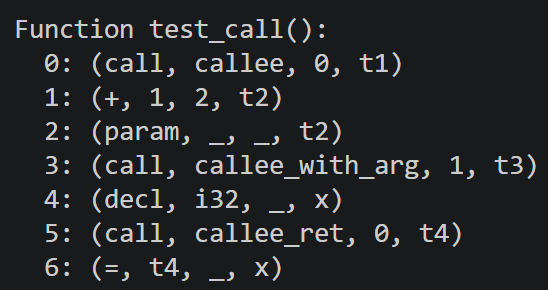 Function test_call():
  0: (call, callee, 0, t1)
  1: (+, 1, 2, t2)
  2: (param, _, _, t2)
  3: (call, callee_with_arg, 1, t3)
  4: (decl, i32, _, x)
  5: (call, callee_ret, 0, t4)
  6: (=, t4, _, x)